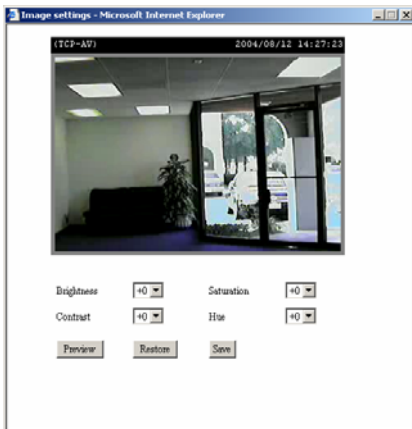 Image settings - Microsoft Internet Explorer
(TCP-AV) 2004/08/12 14:27:23
Brightness +0 Saturation +0
Contrast +0 Hue +0
Preview Restore Save